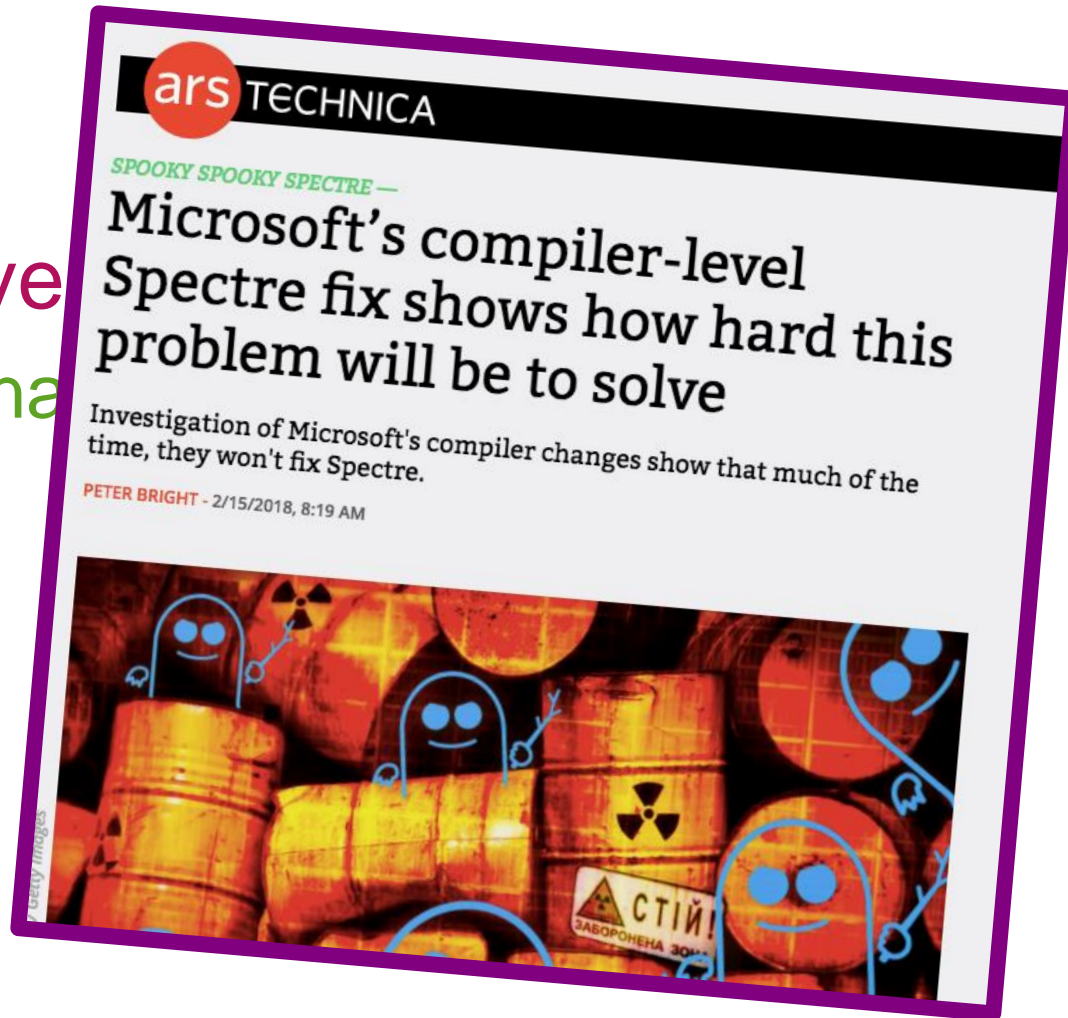 ars TECHNICA
SPOOKY SPOOKY SPECTRE —
Microsoft's compiler-level
Spectre fix shows how hard this
problem will be to solve
Investigation of Microsoft's compiler changes show that much of the
time, they won't fix Spectre.
PETER BRIGHT - 2/15/2018, 8:19 AM
Getty Images
СТІЙ!
ЗАБОРОНЕНА